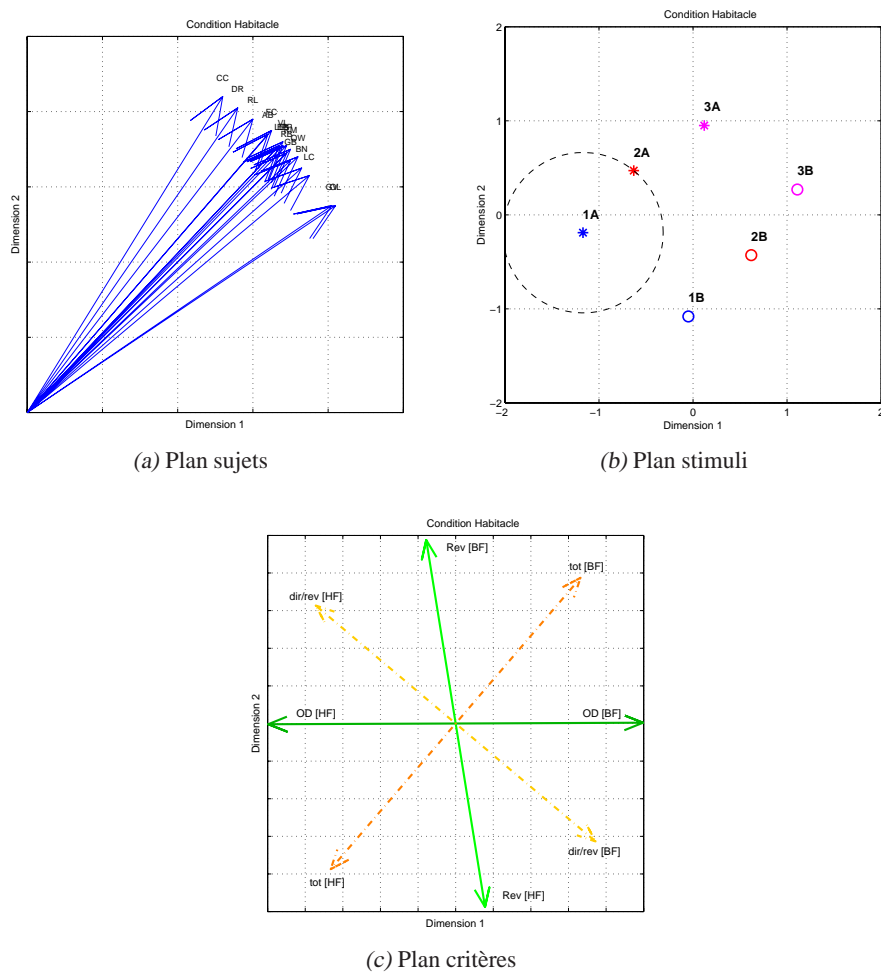 Condition Habitacle
CC
DR
RL
AB
BN
LC
Dimension 2
Dimension 1
(a) Plan sujets
Condition Habitacle
2
1
0
−1
−2
−2
−1
0
1
2
3A
2A
3B
1A
2B
1B
Dimension 2
Dimension 1
(b) Plan stimuli
Condition Habitacle
Rev [BF]
tot [BF]
dir/rev [HF]
OD [HF]
OD [BF]
dir/rev [BF]
tot [HF]
Rev [HF]
Dimension 2
Dimension 1
(c) Plan critères